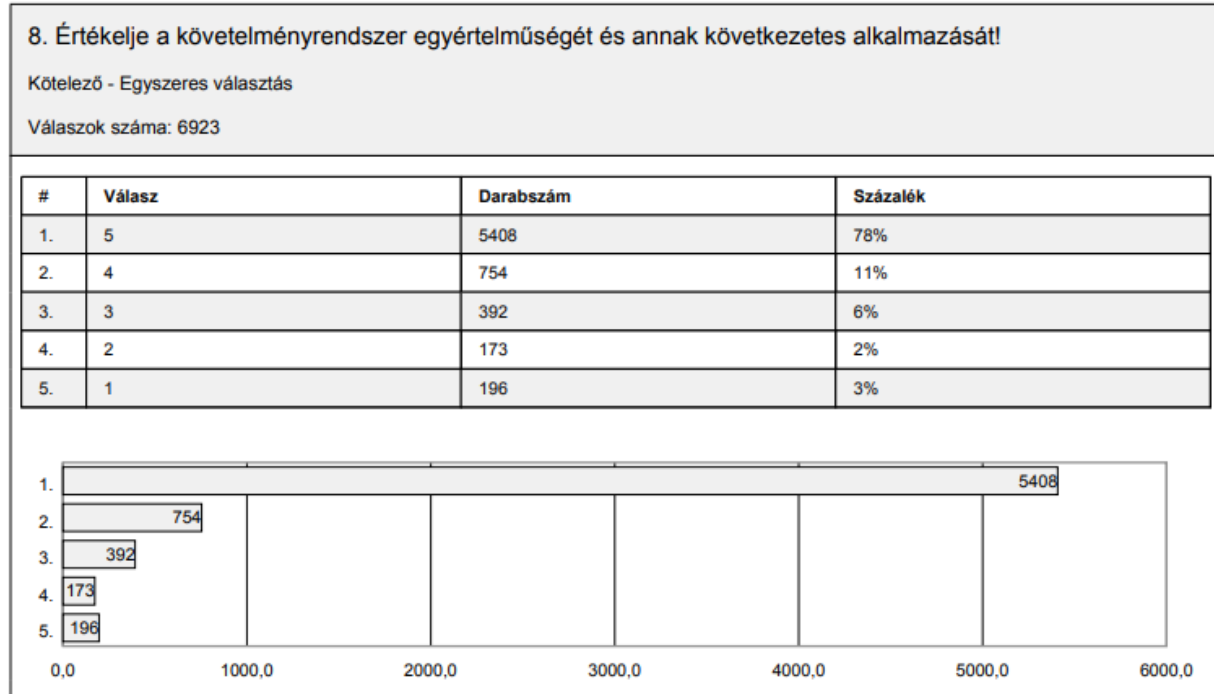 8. Értékelje a követelményrendszer egyértelműségét és annak következetes alkalmazását!
Kötelező - Egyszeres választás
Válaszok száma: 6923
# Válasz Darabszám Százalék
1. 5 5408 78%
2. 4 754 11%
3. 3 392 6%
4. 2 173 2%
5. 1 196 3%
1. 5408
2. 754
3. 392
4. 173
5. 196
0,0 1000,0 2000,0 3000,0 4000,0 5000,0 6000,0